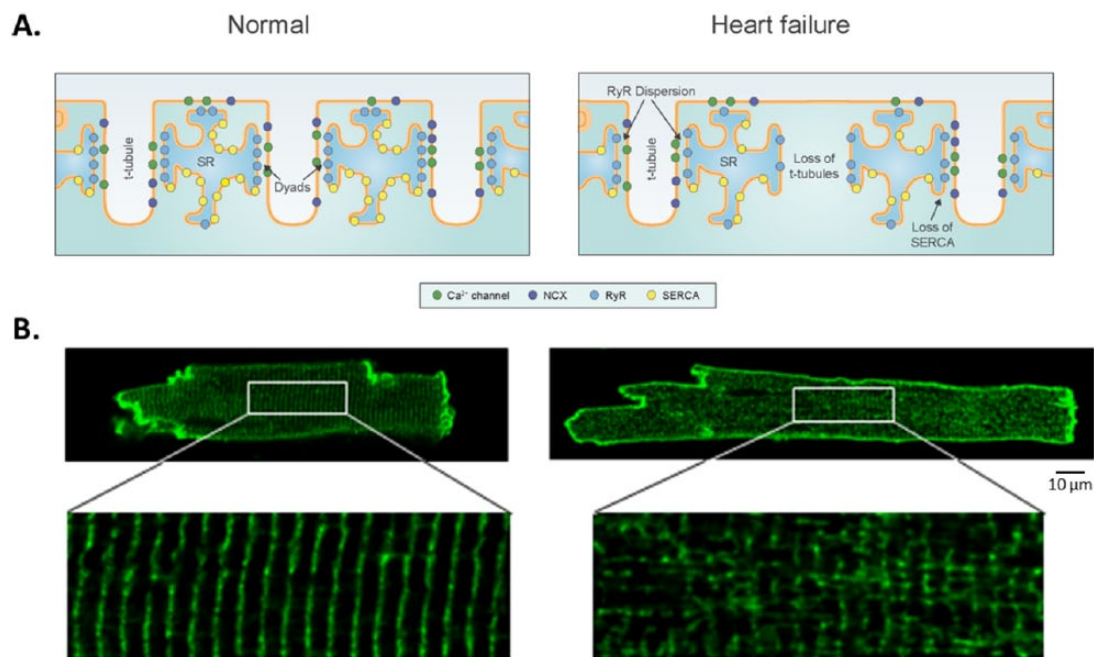 A.
Normal
Heart failure
t-tubule
SR
Dyads
RyR Dispersion
t-tubule
SR
Loss of
t-tubules
Loss of
SERCA
Ca²⁺ channel
NCX
RyR
SERCA
B.
10 µm